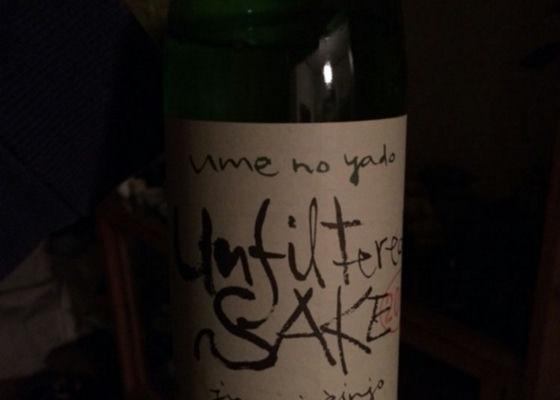 ume no yado
Unfiltered
SAKE